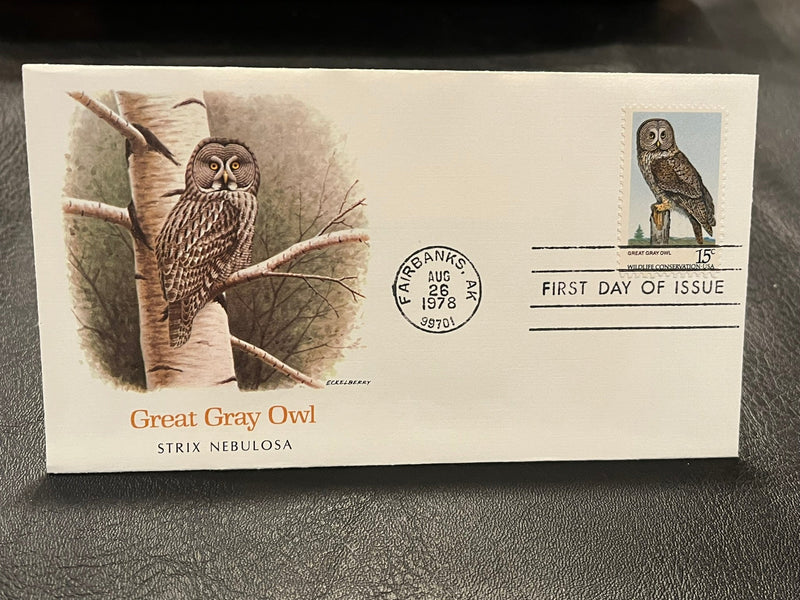 ECKELBERRY
Great Gray Owl
STRIX NEBULOSA
FAIRBANKS, AK
AUG
26
1978
99701
GREAT GRAY OWL
15c
WILDLIFE CONSERVATION·USA
FIRST DAY OF ISSUE